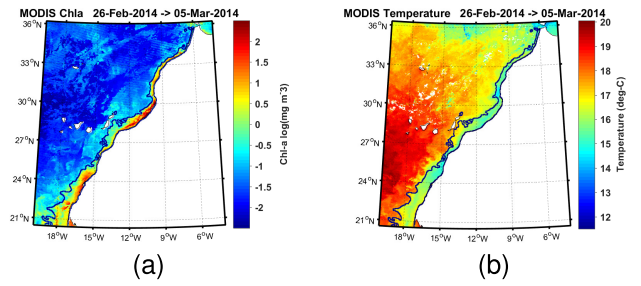 MODIS Chla 26-Feb-2014 -> 05-Mar-2014
36°N
33°N
30°N
27°N
24°N
21°N
18°W
15°W
12°W
9°W
6°W
2
1.5
1
0.5
0
-0.5
-1
-1.5
-2
Chl-a log(mg m^3)
(a)
MODIS Temperature 26-Feb-2014 -> 05-Mar-2014
36°N
33°N
30°N
27°N
24°N
21°N
18°W
15°W
12°W
9°W
6°W
20
19
18
17
16
15
14
13
12
Temperature (deg-C)
(b)